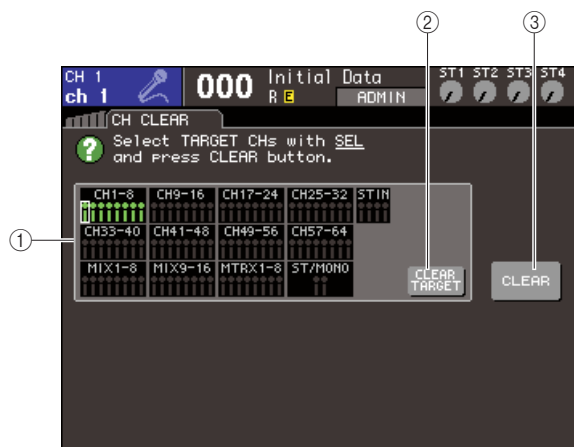 ② ③
CH 1 ch 1 000 Initial Data R E ADMIN ST1 ST2 ST3 ST4
CH CLEAR
? Select TARGET CHs with SEL
and press CLEAR button.
①
CH1-8 CH9-16 CH17-24 CH25-32 STIN
CH33-40 CH41-48 CH49-56 CH57-64
MIX1-8 MIX9-16 MTRX1-8 ST/MONO
CLEAR TARGET
CLEAR